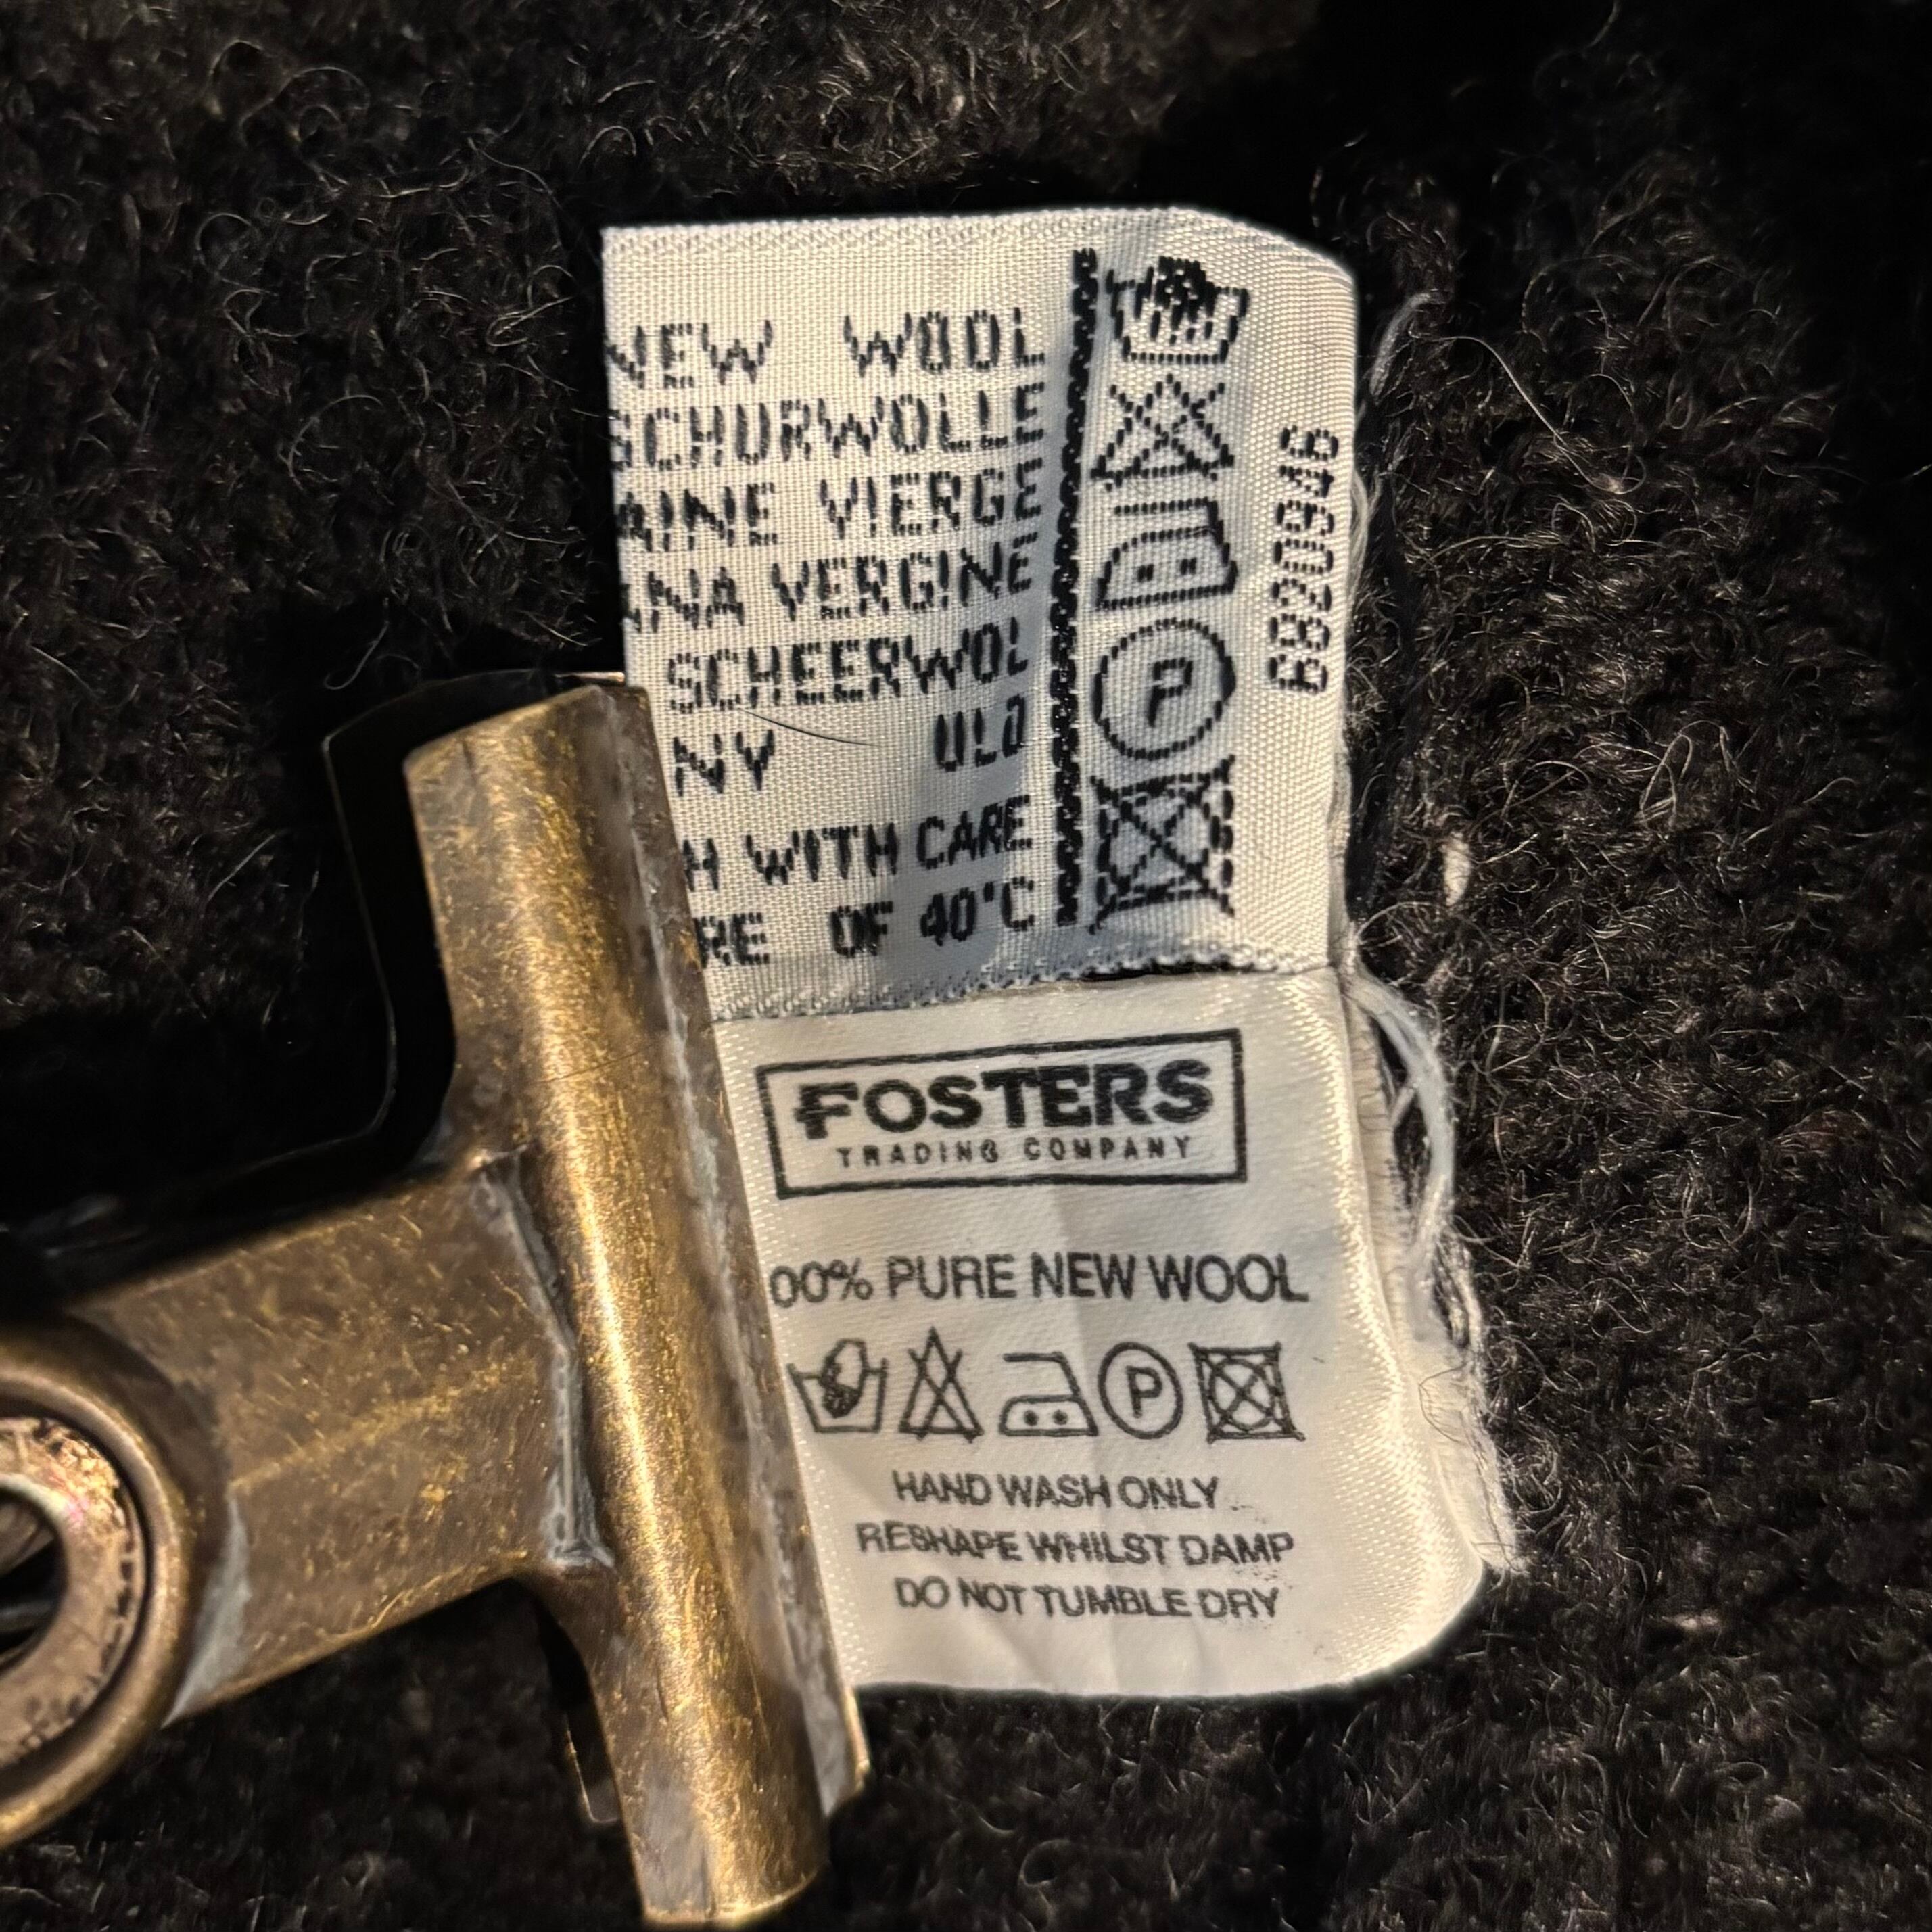 NEW WOOL
SCHURWOLLE
AINE VIERGE
ANA VERGINE
SCHEERWOL
NY ULD
H WITH CARE
RE OF 40°C
P
6820946
FOSTERS
TRADING COMPANY
00% PURE NEW WOOL
P
HAND WASH ONLY
RESHAPE WHILST DAMP
DO NOT TUMBLE DRY